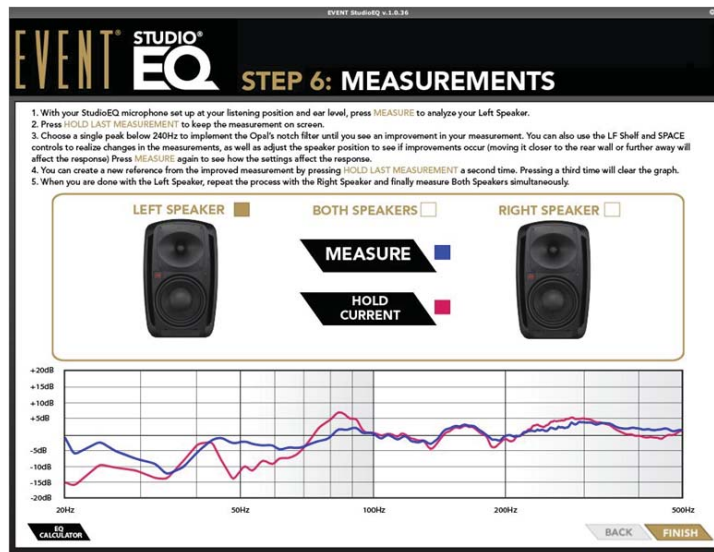 EVENT StudioEQ v.1.0.36
EVENT® STUDIO® EQ
STEP 6: MEASUREMENTS
1. With your StudioEQ microphone set up at your listening position and ear level, press MEASURE to analyze your Left Speaker.
2. Press HOLD LAST MEASUREMENT to keep the measurement on screen.
3. Choose a single peak below 240Hz to implement the Opal's notch filter until you see an improvement in your measurement. You can also use the LF Shelf and SPACE
controls to realize changes in the measurements, as well as adjust the speaker position to see if improvements occur (moving it closer to the rear wall or further away will
affect the response) Press MEASURE again to see how the settings affect the response.
4. You can create a new reference from the improved measurement by pressing HOLD LAST MEASUREMENT a second time. Pressing a third time will clear the graph.
5. When you are done with the Left Speaker, repeat the process with the Right Speaker and finally measure Both Speakers simultaneously.
LEFT SPEAKER
BOTH SPEAKERS
RIGHT SPEAKER
MEASURE
HOLD
CURRENT
+20dB
+15dB
+10dB
+5dB
-5dB
-10dB
-15dB
-20dB
20Hz 50Hz 100Hz 200Hz 500Hz
EQ
CALCULATOR
BACK
FINISH